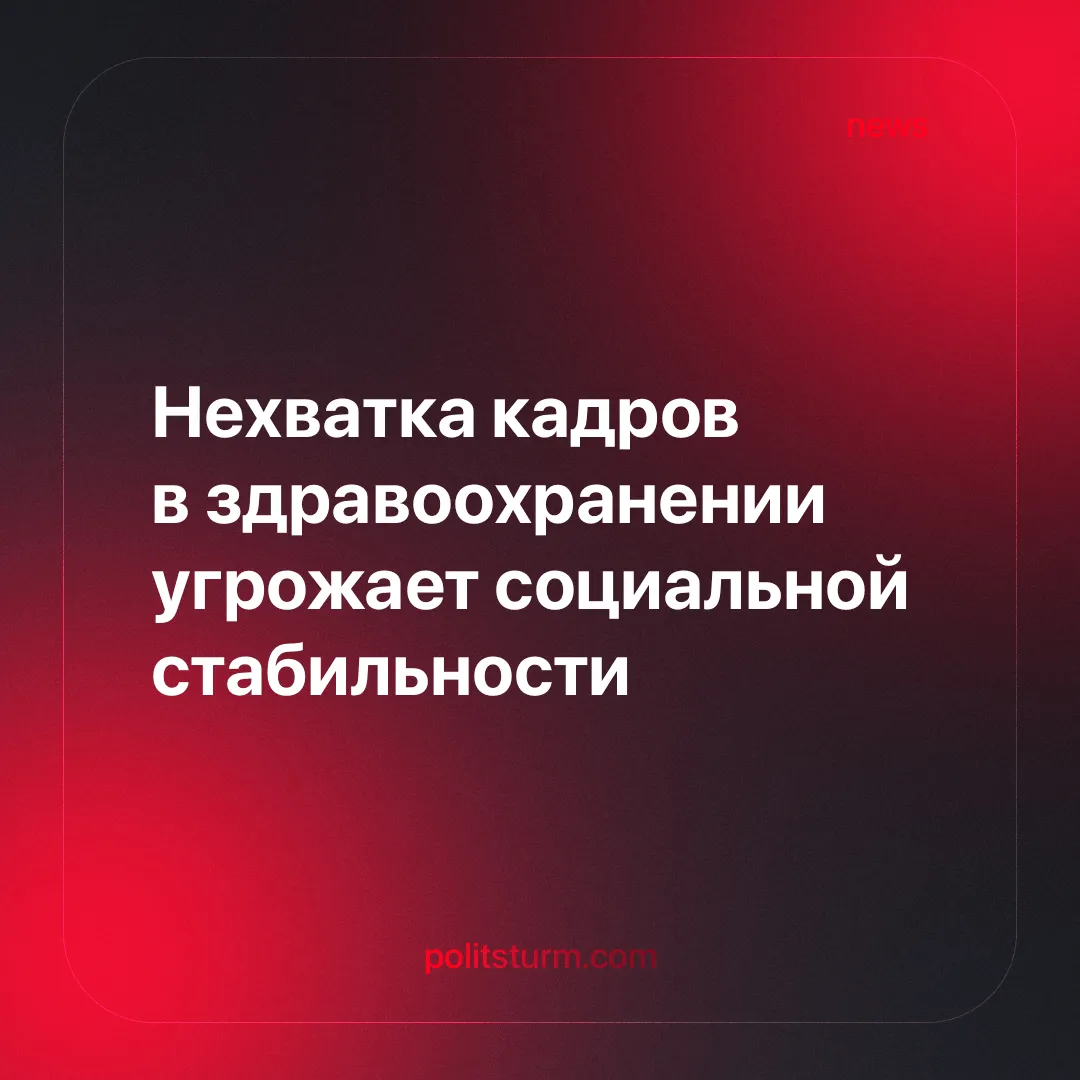 news
Нехватка кадров
в здравоохранении
угрожает социальной
стабильности
politsturm.com